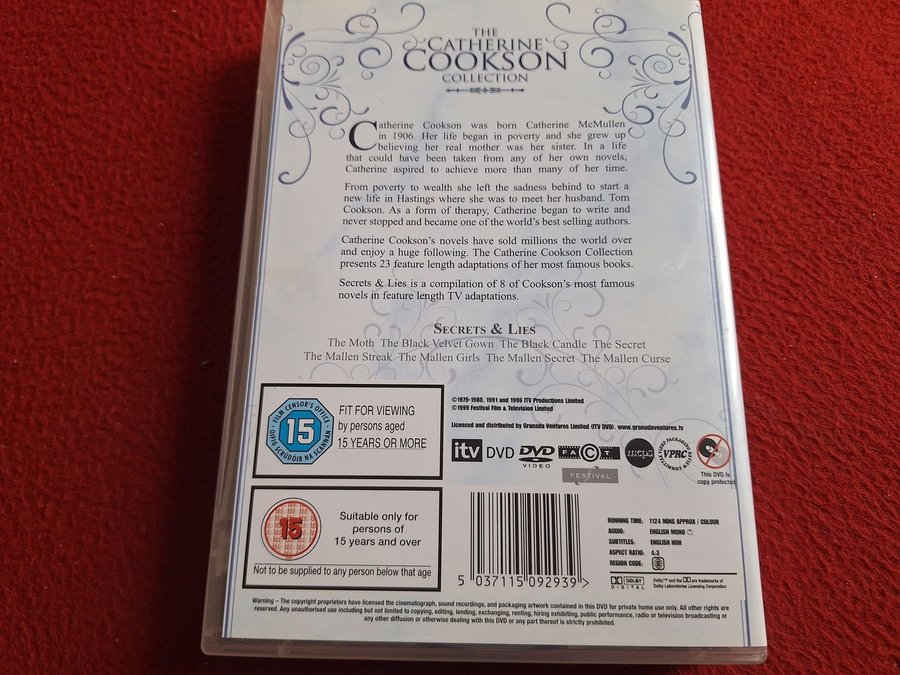 THE
CATHERINE
COOKSON
COLLECTION
Catherine Cookson was born Catherine McMullen
in 1906. Her life began in poverty and she grew up
believing her real mother was her sister. In a life
that could have been taken from any of her own novels,
Catherine aspired to achieve more than many of her time.
From poverty to wealth she left the sadness behind to start a
new life in Hastings where she was to meet her husband. Tom
Cookson. As a form of therapy, Catherine began to write and
never stopped and became one of the world's best selling authors.
Catherine Cookson's novels have sold millions the world over
and enjoy a huge following. The Catherine Cookson Collection
presents 23 feature length adaptations of her most famous books.
Secrets & Lies is a compilation of 8 of Cookson's most famous
novels in feature length TV adaptations.
SECRETS & LIES
The Moth The Black Velvet Gown The Black Candle The Secret
The Mallen Streak The Mallen Girls The Mallen Secret The Mallen Curse
FILM CENSOR'S OFFICE
15
OIFIG SCRÚDÓIR NA SCANNÁN
FIT FOR VIEWING
by persons aged
15 YEARS OR MORE
©1979-1980, 1991 and 1996 ITV Productions Limited
©1999 Festival Film & Television Limited
Licensed and distributed by Granada Ventures Limited (ITV DVD). www.granadaventures.tv
itv DVD DVD VIDEO FACT mcps VPRC
VIDEO PACKAGING REVIEW COMMITTEE
FESTIVAL
This DVD is
copy protected
15
Suitable only for
persons of
15 years and over
Not to be supplied to any person below that age
5 037115 092939 >
RUNNING TIME: 1124 MINS APPROX / COLOUR
AUDIO: ENGLISH MONO
SUBTITLES: ENGLISH HOH
ASPECT RATIO: 4:3
REGION CODE:
DOLBY
DIGITAL
Dolby™ and the are trademarks of
Dolby Laboratories Licensing Corporation
Warning – The copyright proprietors have licensed the cinematograph, sound recordings, and packaging artwork contained in this DVD for private home use only. All other rights are
reserved. Any unauthorised use including but not limited to copying, editing, lending, exchanging, renting, hiring exhibiting, public performance, radio or television broadcasting or
any other diffusion or otherwise dealing with this DVD or any part thereof is strictly prohibited.